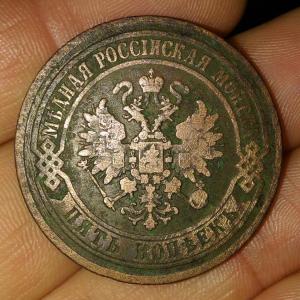 МѢДНАЯ РОССІЙСКАЯ МОНЕТА
ПЯТЬ КОПѢЕКЪ